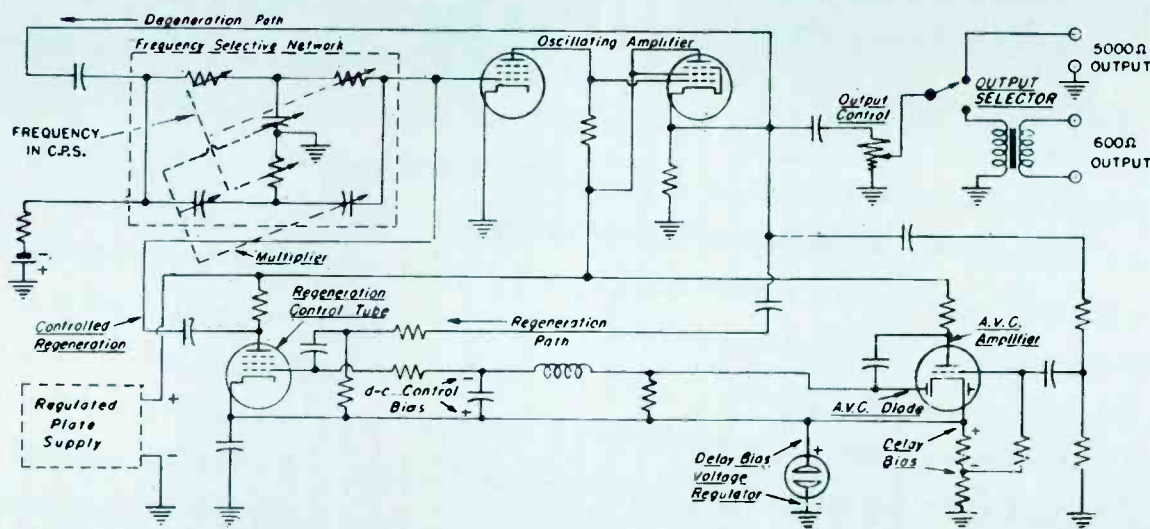 Degeneration Path
Frequency Selective Network
Oscillating Amplifier
5000Ω
OUTPUT
OUTPUT
SELECTOR
Output
Control
FREQUENCY
IN C.P.S.
600Ω
OUTPUT
Multiplier
Regeneration
Control Tube
Controlled
Regeneration
Regeneration
Path
A.V.C.
Amplifier
Regulated
Plate
Supply
+
-
d-c Control
Bias
-
+
A.V.C. Diode
Delay Bias
Voltage
Regulator
+
-
Delay
Bias
+
-
-
+